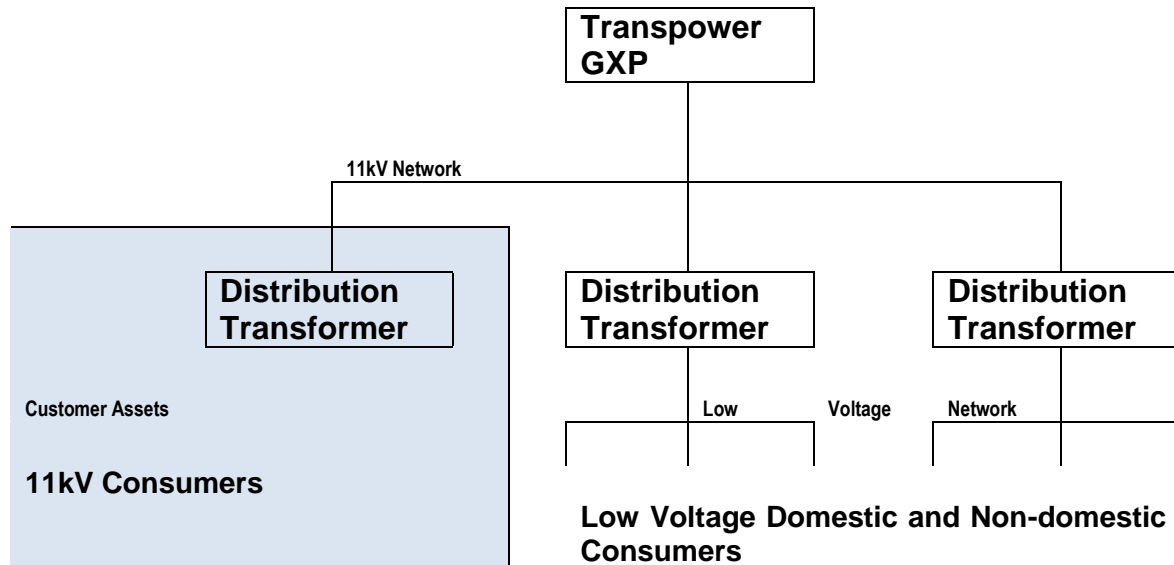 Transpower
GXP
11kV Network
Distribution
Transformer
Distribution
Transformer
Distribution
Transformer
Customer Assets
Low Voltage Network
11kV Consumers
Low Voltage Domestic and Non-domestic
Consumers